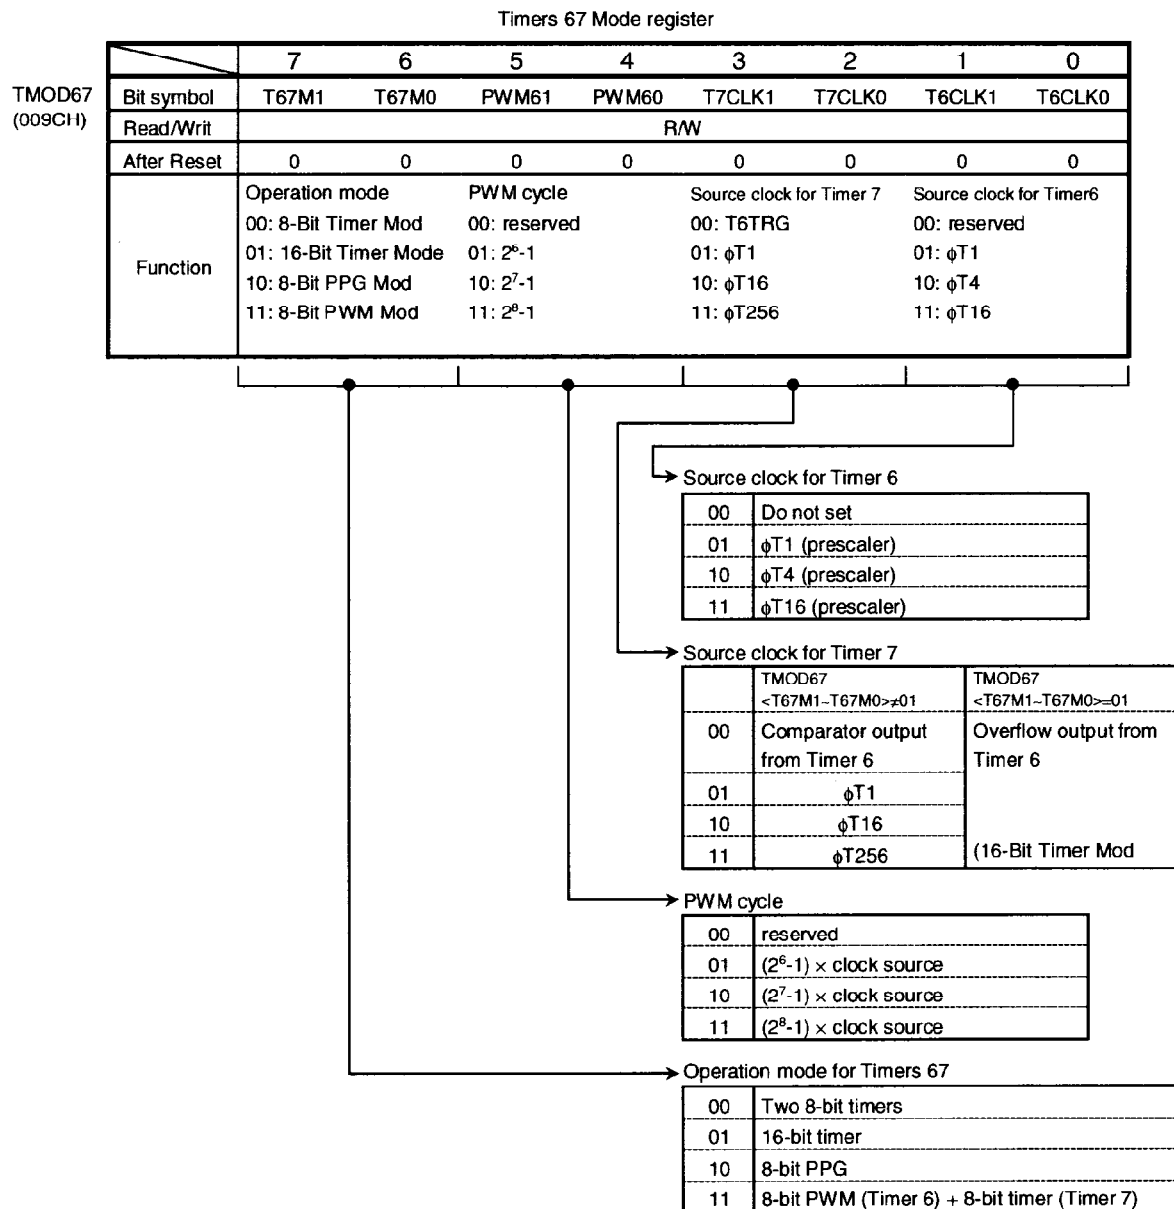 Timers 67 Mode register
7 6 5 4 3 2 1 0
TMOD67 Bit symbol T67M1 T67M0 PWM61 PWM60 T7CLK1 T7CLK0 T6CLK1 T6CLK0
(009CH) Read/Writ R/W
After Reset 0 0 0 0 0 0 0 0
Operation mode PWM cycle Source clock for Timer 7 Source clock for Timer6
00: 8-Bit Timer Mod 00: reserved 00: T6TRG 00: reserved
01: 16-Bit Timer Mode 01: 2⁶-1 01: ϕT1 01: ϕT1
Function
10: 8-Bit PPG Mod 10: 2⁷-1 10: ϕT16 10: ϕT4
11: 8-Bit PWM Mod 11: 2⁸-1 11: ϕT256 11: ϕT16
Source clock for Timer 6
00 Do not set
01 ϕT1 (prescaler)
10 ϕT4 (prescaler)
11 ϕT16 (prescaler)
Source clock for Timer 7
TMOD67 TMOD67
<T67M1~T67M0>≠01 <T67M1~T67M0>=01
00 Comparator output Overflow output from
from Timer 6 Timer 6
01 ϕT1
10 ϕT16
11 ϕT256 (16-Bit Timer Mod
PWM cycle
00 reserved
01 (2⁶-1) × clock source
10 (2⁷-1) × clock source
11 (2⁸-1) × clock source
Operation mode for Timers 67
00 Two 8-bit timers
01 16-bit timer
10 8-bit PPG
11 8-bit PWM (Timer 6) + 8-bit timer (Timer 7)